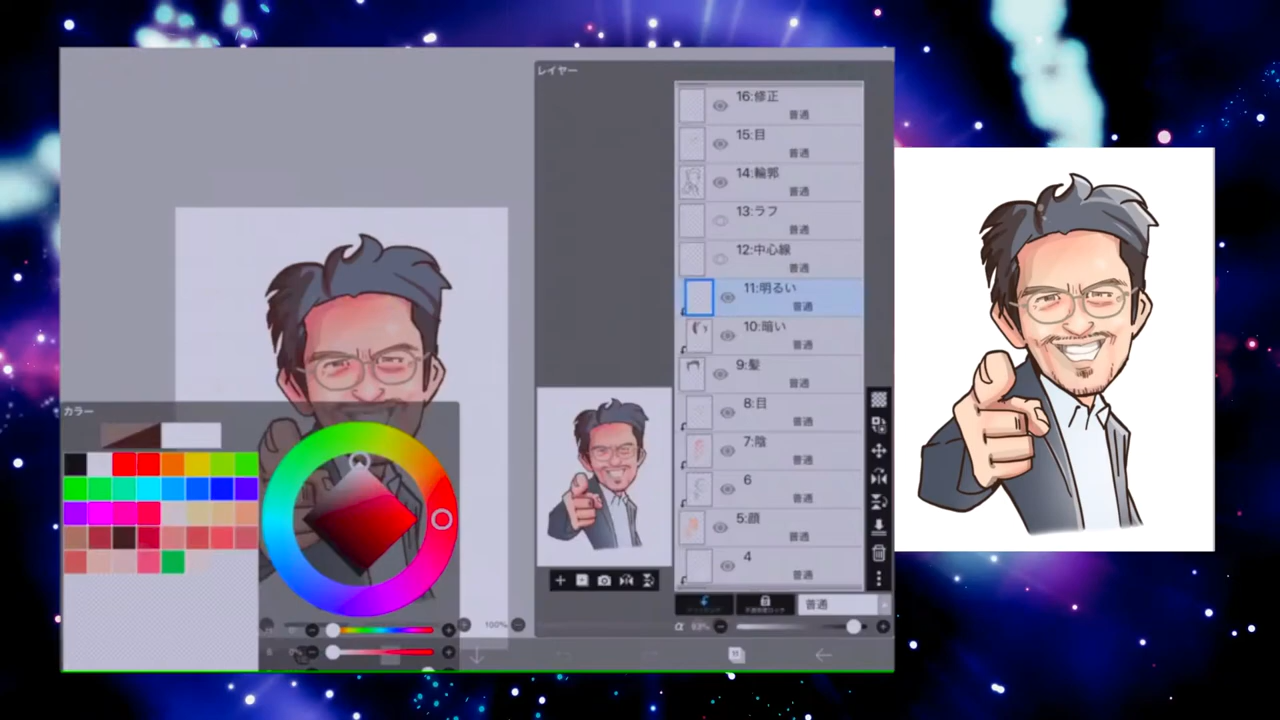 レイヤー
16:修正
普通
15:目
普通
14:輪郭
普通
13:ラフ
普通
12:中心線
普通
11:明るい
普通
10:暗い
普通
9:髪
普通
8:目
普通
7:陰
普通
6
普通
5:顔
普通
4
普通
カラー
普通
α
100%